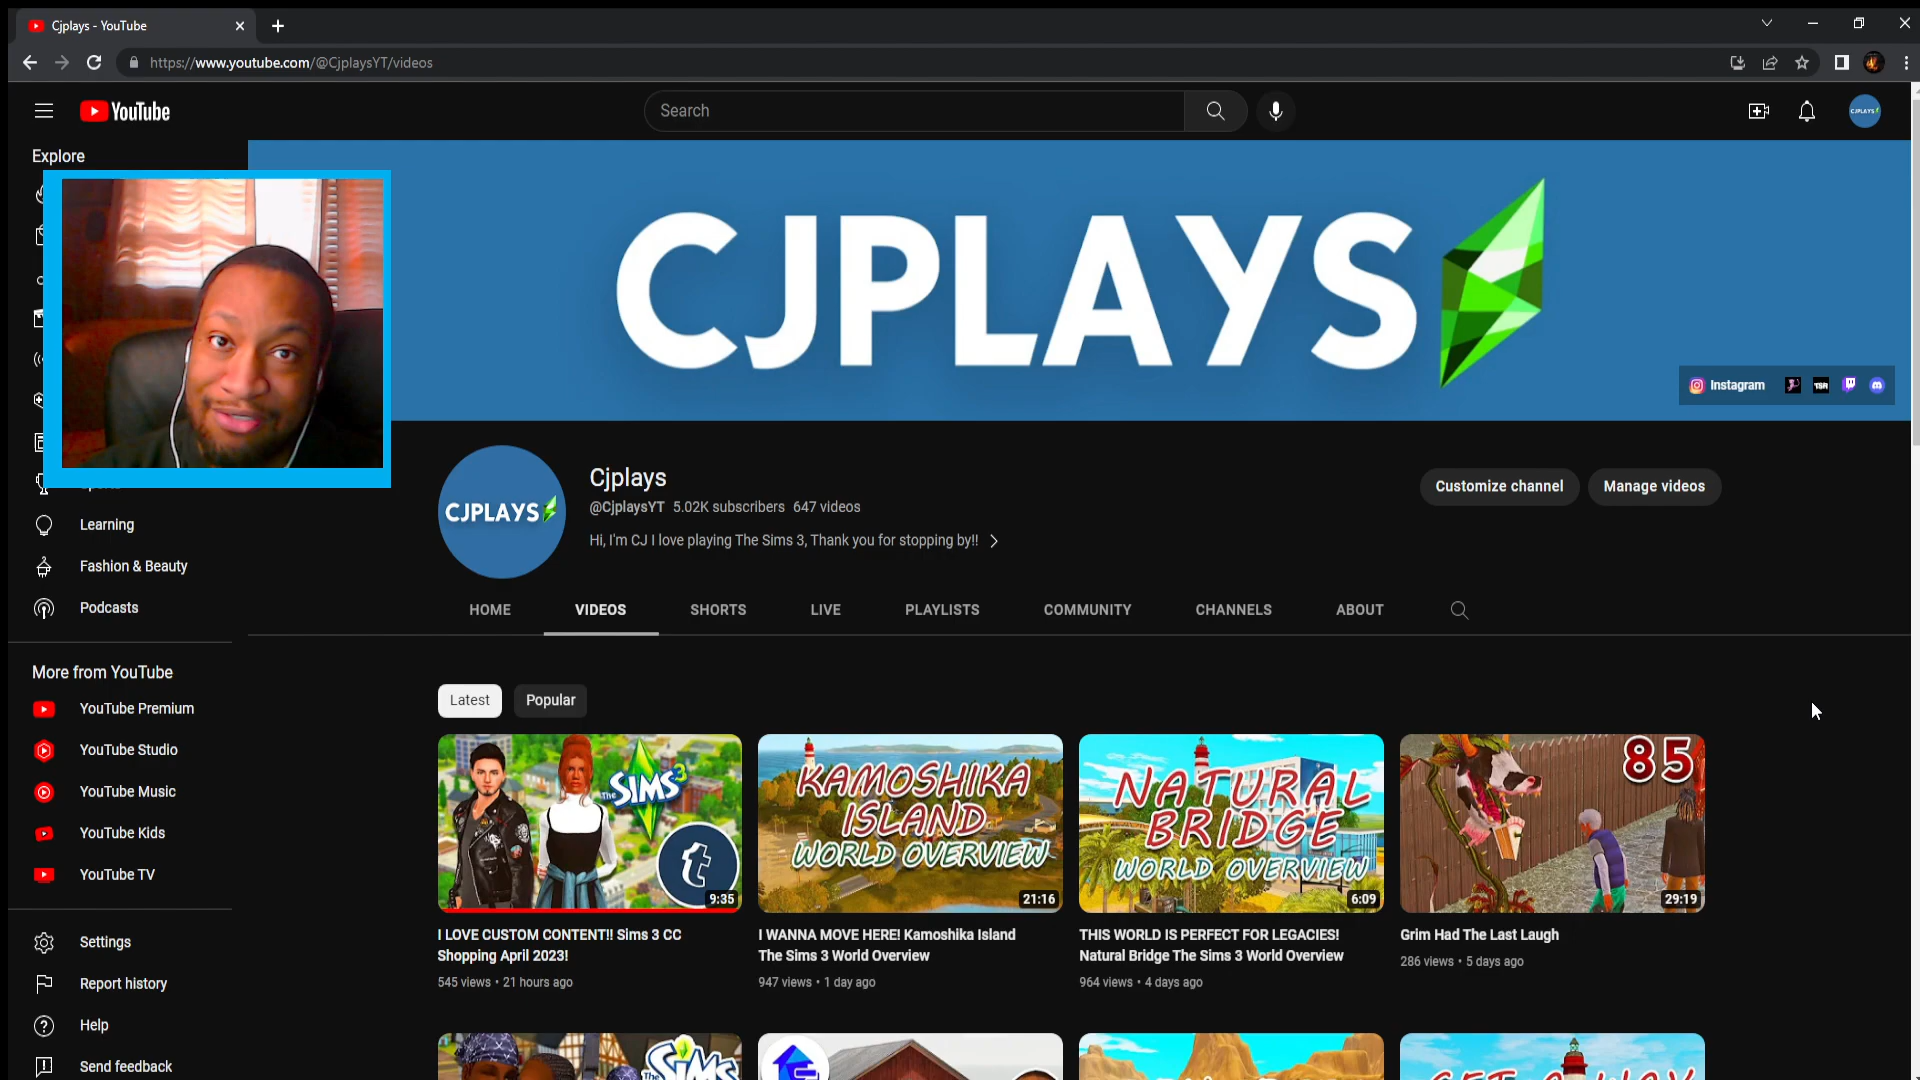 Cjplays - YouTube
https://www.youtube.com/@CjplaysYT/videos
YouTube
Search
CJPLAYS
Explore
CJPLAYS
Instagram
TSR
CJPLAYS
Cjplays
@CjplaysYT 5.02K subscribers 647 videos
Hi, I'm CJ I love playing The Sims 3, Thank you for stopping by!!
Customize channel
Manage videos
Learning
Fashion & Beauty
Podcasts
HOME VIDEOS SHORTS LIVE PLAYLISTS COMMUNITY CHANNELS ABOUT
More from YouTube
YouTube Premium
YouTube Studio
YouTube Music
YouTube Kids
YouTube TV
Settings
Report history
Help
Send feedback
Latest Popular
The SIMS 3
t
9:35
I LOVE CUSTOM CONTENT!! Sims 3 CC
Shopping April 2023!
545 views • 21 hours ago
KAMOSHIKA
ISLAND
WORLD OVERVIEW
21:16
I WANNA MOVE HERE! Kamoshika Island
The Sims 3 World Overview
947 views • 1 day ago
NATURAL
BRIDGE
WORLD OVERVIEW
6:09
THIS WORLD IS PERFECT FOR LEGACIES!
Natural Bridge The Sims 3 World Overview
964 views • 4 days ago
85
29:19
Grim Had The Last Laugh
286 views • 5 days ago
The SIMS
GET A WAY